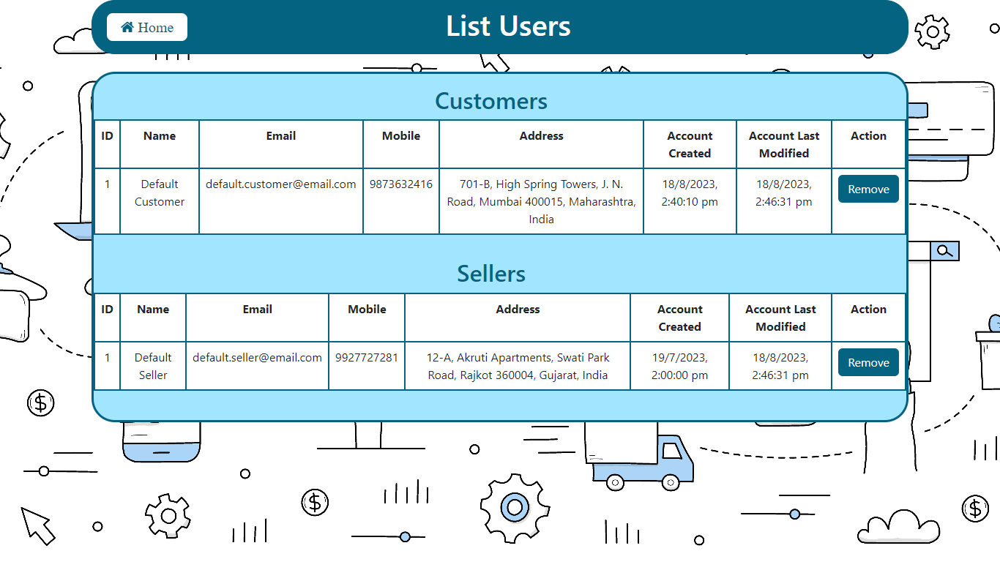 Home
List Users
Customers
ID Name Email Mobile Address Account Created Account Last Modified Action
1 Default Customer default.customer@email.com 9873632416 701-B, High Spring Towers, J. N. Road, Mumbai 400015, Maharashtra, India 18/8/2023, 2:40:10 pm 18/8/2023, 2:46:31 pm Remove
Sellers
ID Name Email Mobile Address Account Created Account Last Modified Action
1 Default Seller default.seller@email.com 9927727281 12-A, Akruti Apartments, Swati Park Road, Rajkot 360004, Gujarat, India 19/7/2023, 2:00:00 pm 18/8/2023, 2:46:31 pm Remove
$
$
$